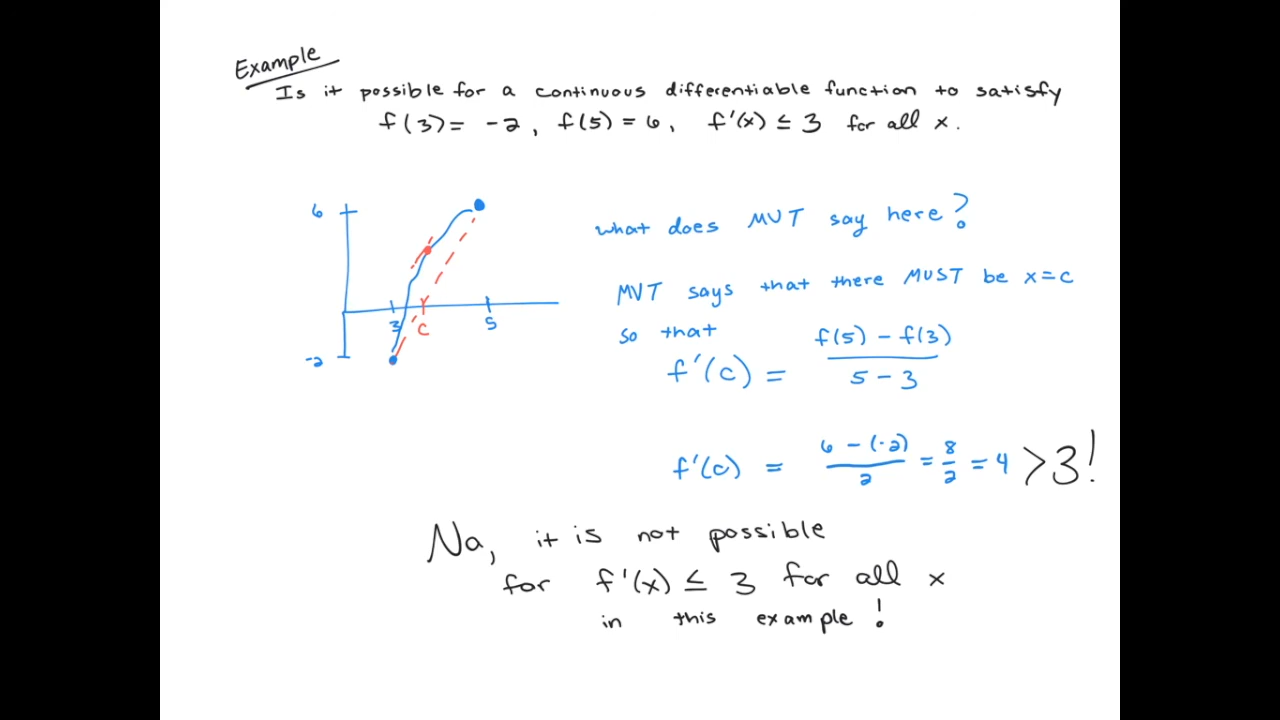 Example
Is it possible for a continuous differentiable function to satisfy
f(3) = -2, f(5) = 6, f'(x) ≤ 3 for all x.
6
3
C
5
-2
what does MVT say here?
MVT says that there MUST be x=c
so that
f'(c) = f(5) - f(3) / 5 - 3
f'(c) = 6 - (-2) / 2 = 8/2 = 4 > 3!
Na, it is not possible
for f'(x) ≤ 3 for all x
in this example!